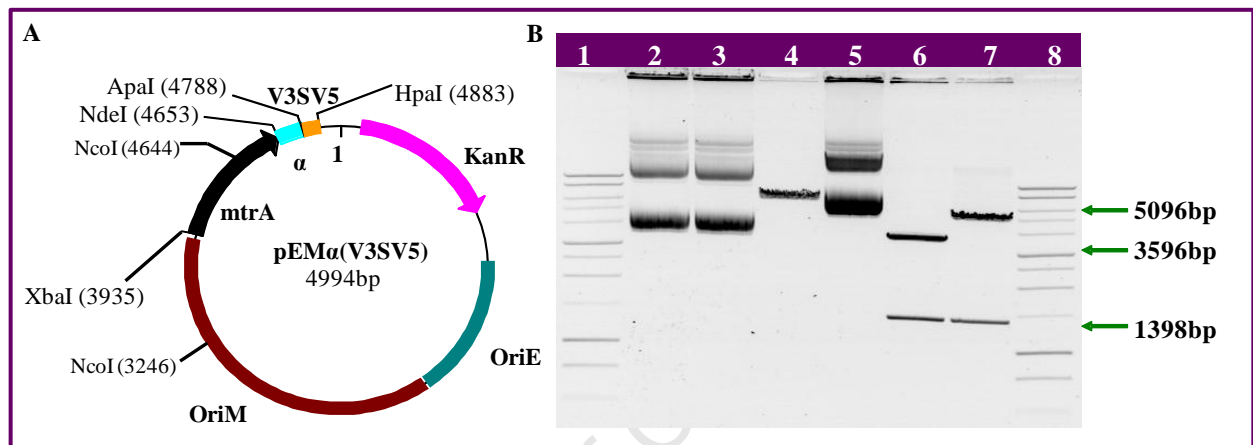 A
ApaI (4788)
V3SV5
HpaI (4883)
NdeI (4653)
NcoI (4644)
α
1
KanR
mtrA
pEMα(V3SV5)
4994bp
XbaI (3935)
NcoI (3246)
OriE
OriM
B
1 2 3 4 5 6 7 8
5096bp
3596bp
1398bp